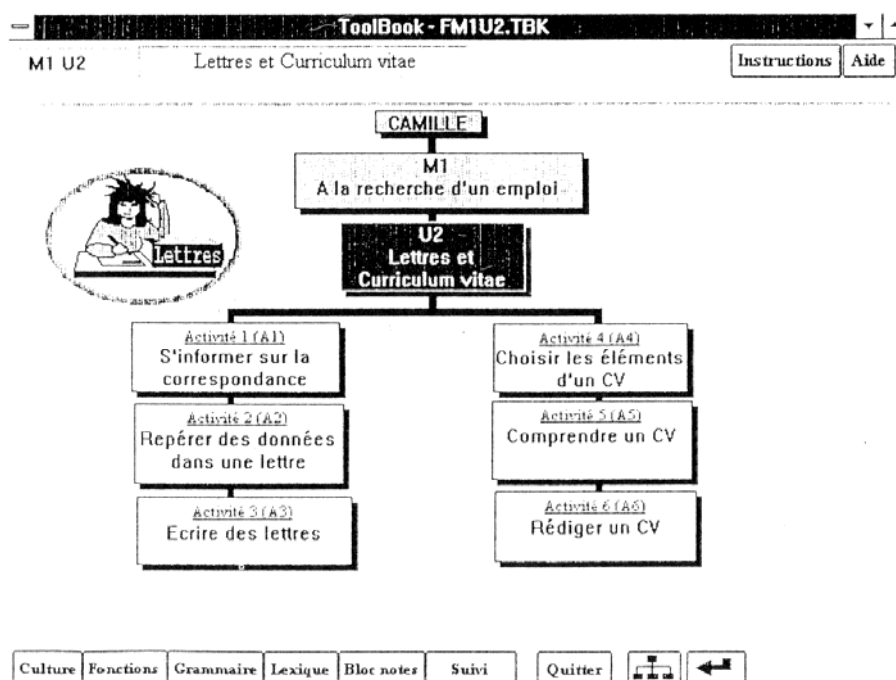 ToolBook - FM1U2.TBK
M1 U2
Lettres et Curriculum vitae
Instructions
Aide
CAMILLE
M1
A la recherche d'un emploi
Lettres
U2
Lettres et
Curriculum vitae
Activité 1 (A1)
S'informer sur la
correspondance
Activité 2 (A2)
Repérer des données
dans une lettre
Activité 3 (A3)
Ecrire des lettres
Activité 4 (A4)
Choisir les éléments
d'un CV
Activité 5 (A5)
Comprendre un CV
Activité 6 (A6)
Rédiger un CV
Culture
Fonctions
Grammaire
Lexique
Bloc notes
Suivi
Quitter